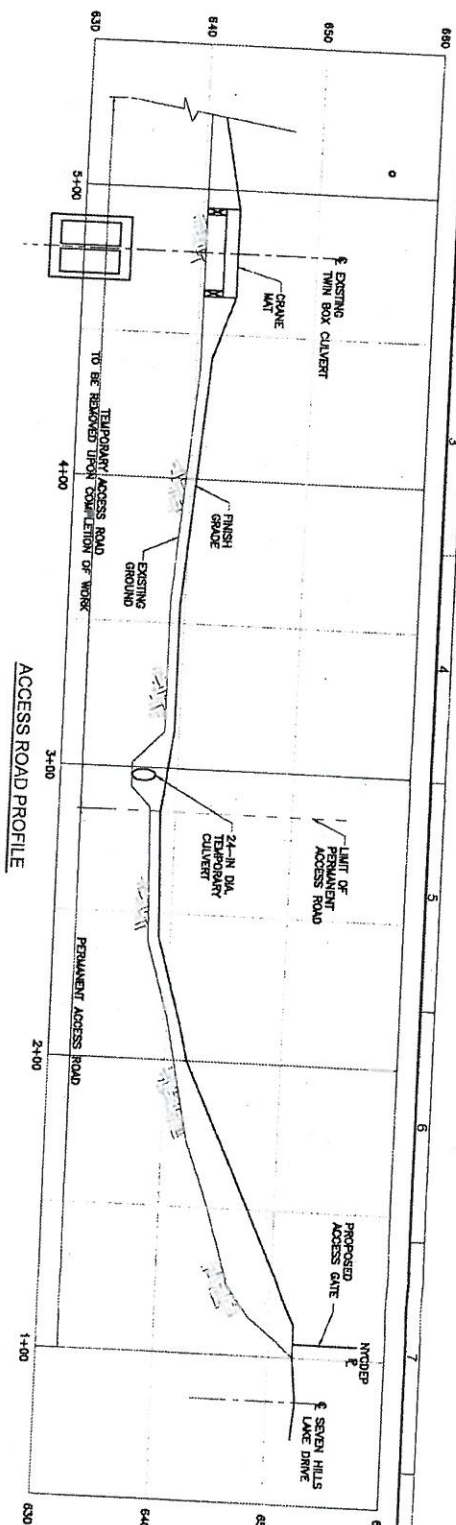 630
640
650
660
3
4
5
6
7
5+00
4+00
3+00
2+00
1+00
℄ EXISTING
TWIN BOX CULVERT
CRANE
MAT
FINISH
GRADE
EXISTING
GROUND
TEMPORARY ACCESS ROAD
TO BE REMOVED UPON COMPLETION OF WORK
24-IN DIA.
TEMPORARY
CULVERT
LIMIT OF
PERMANENT
ACCESS ROAD
PERMANENT ACCESS ROAD
PROPOSED
ACCESS GATE
NYCDEP
℄ SEVEN HILLS
LAKE DRIVE
630
640
ACCESS ROAD PROFILE